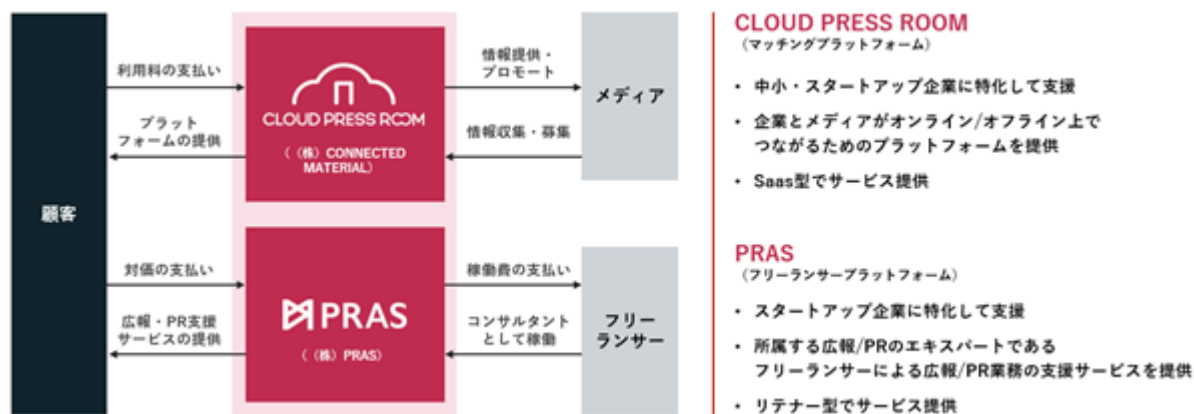 顧客
利用料の支払い
プラット
フォームの提供
CLOUD PRESS ROOM
（（株）CONNECTED
MATERIAL）
情報提供・
プロモート
情報収集・募集
メディア
対価の支払い
広報・PR支援
サービスの提供
PRAS
（（株）PRAS）
稼働費の支払い
コンサルタント
として稼働
フリー
ランサー
CLOUD PRESS ROOM
（マッチングプラットフォーム）
• 中小・スタートアップ企業に特化して支援
• 企業とメディアがオンライン/オフライン上で
つながるためのプラットフォームを提供
• Saas型でサービス提供
PRAS
（フリーランサープラットフォーム）
• スタートアップ企業に特化して支援
• 所属する広報/PRのエキスパートである
フリーランサーによる広報/PR業務の支援サービスを提供
• リテナー型でサービス提供